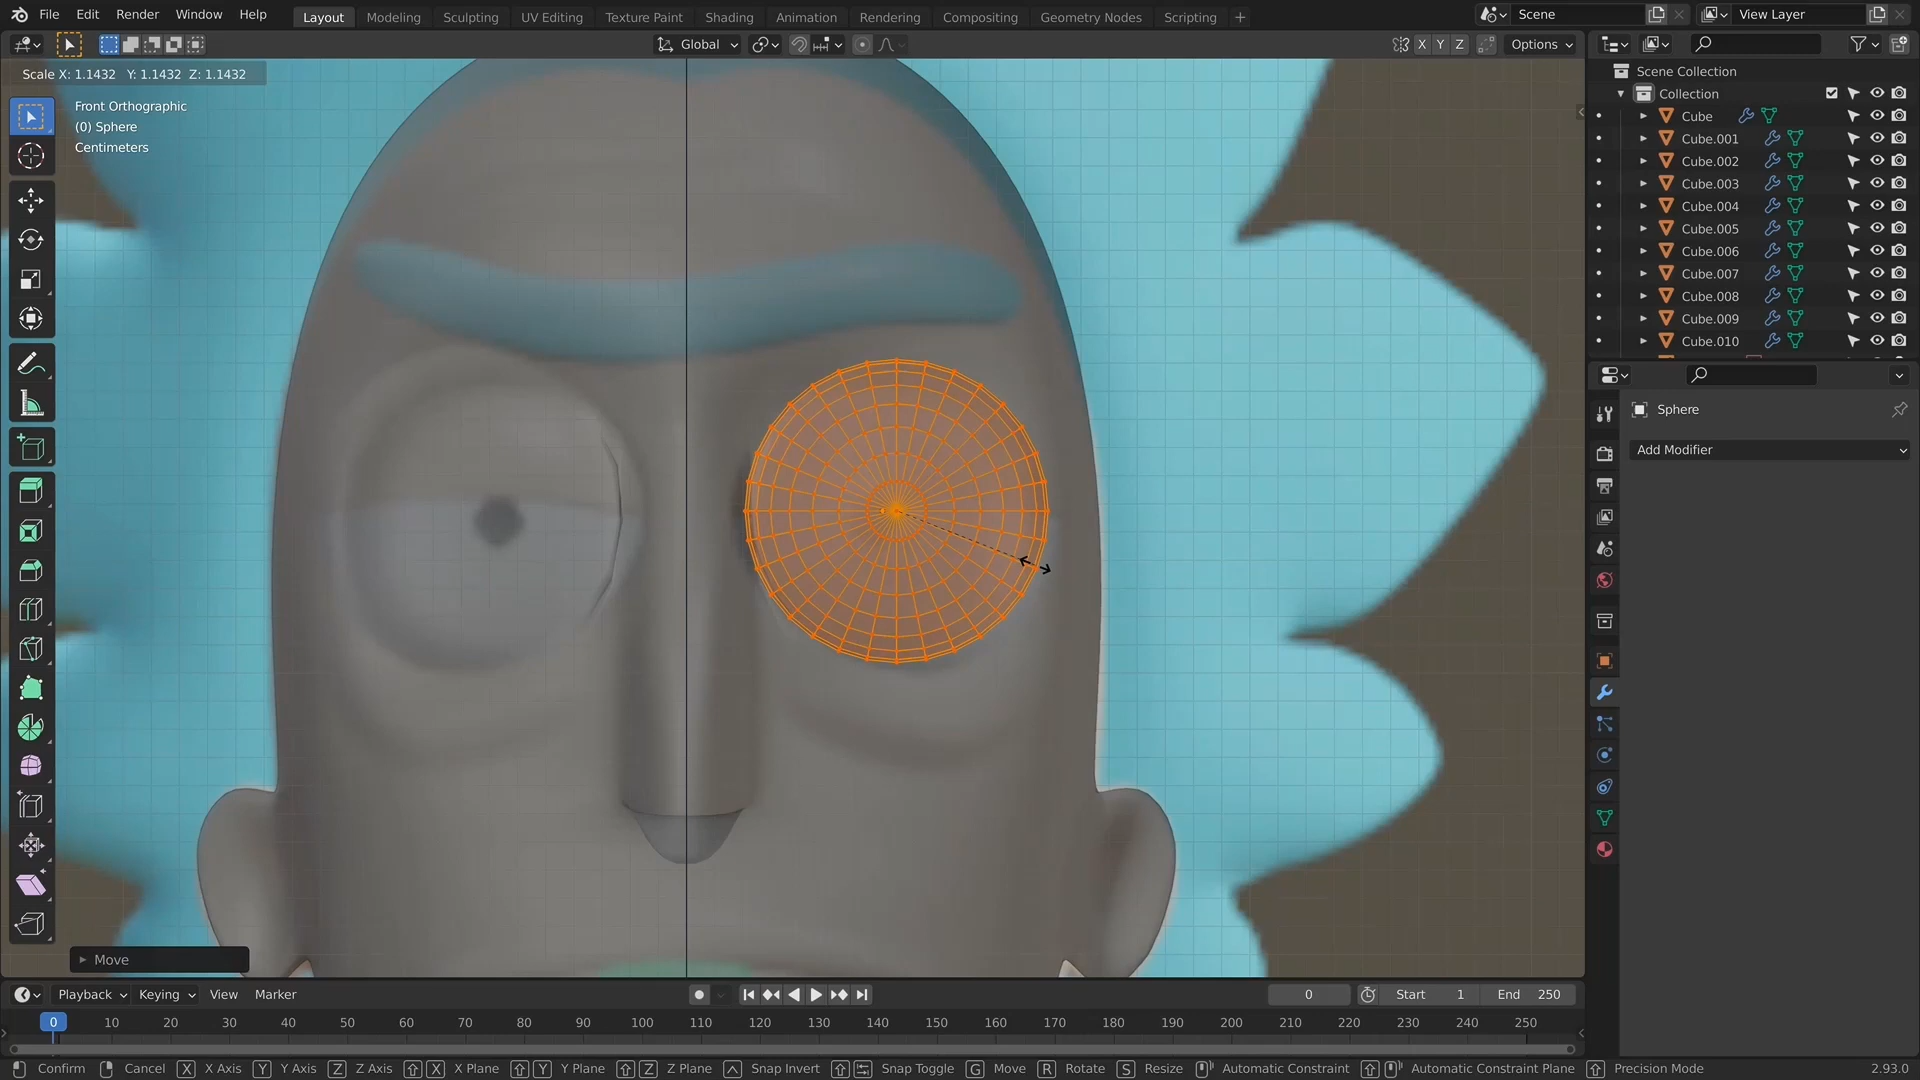 File Edit Render Window Help Layout Modeling Sculpting UV Editing Texture Paint Shading Animation Rendering Compositing Geometry Nodes Scripting + Scene View Layer
Global X Y Z Options
Scale X: 1.1432 Y: 1.1432 Z: 1.1432
Front Orthographic
(0) Sphere
Centimeters
Scene Collection
Collection
Cube
Cube.001
Cube.002
Cube.003
Cube.004
Cube.005
Cube.006
Cube.007
Cube.008
Cube.009
Cube.010
Sphere
Add Modifier
Move
Playback Keying View Marker 0 Start 1 End 250
0 10 20 30 40 50 60 70 80 90 100 110 120 130 140 150 160 170 180 190 200 210 220 230 240 250
Confirm Cancel X X Axis Y Y Axis Z Z Axis X X Plane Y Y Plane Z Z Plane Snap Invert Snap Toggle G Move R Rotate S Resize Automatic Constraint Automatic Constraint Plane Precision Mode 2.93.0